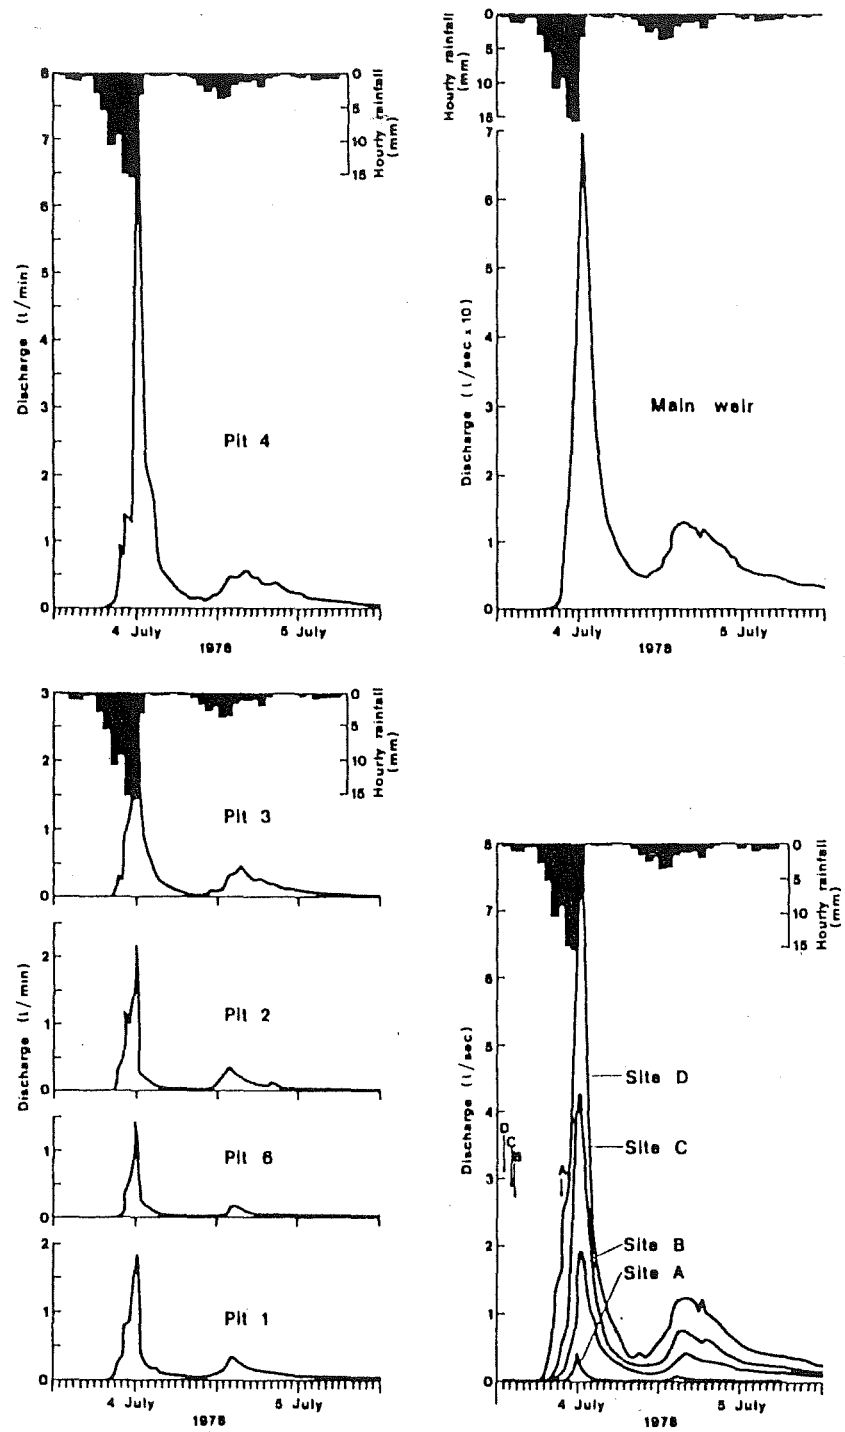 8
7
6
5
4
3
2
1
0
Discharge (l/min)
0
5
10
15
Hourly rainfall
(mm)
Pit 4
4 July
5 July
1978
0
5
10
15
Hourly rainfall
(mm)
7
6
5
4
3
2
1
0
Discharge (l/sec x 10)
Main weir
4 July
5 July
1978
3
2
1
0
0
5
10
15
Hourly rainfall
(mm)
Pit 3
2
1
0
Discharge (l/min)
Pit 2
1
0
Pit 6
2
1
0
Pit 1
4 July
5 July
1978
8
7
6
5
4
3
2
1
0
Discharge (l/sec)
0
5
10
15
Hourly rainfall
(mm)
Site D
Site C
Site B
Site A
D
C
B
A
4 July
5 July
1978